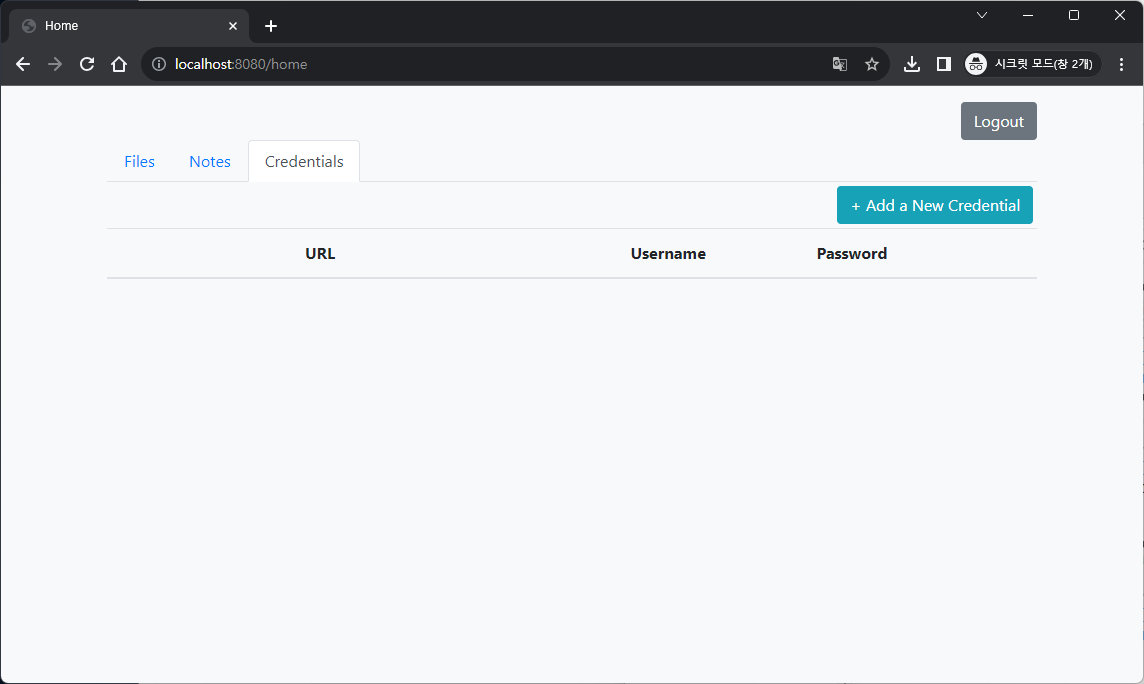 Home
localhost:8080/home
시크릿 모드(창 2개)
Logout
Files Notes Credentials
+ Add a New Credential
URL Username Password